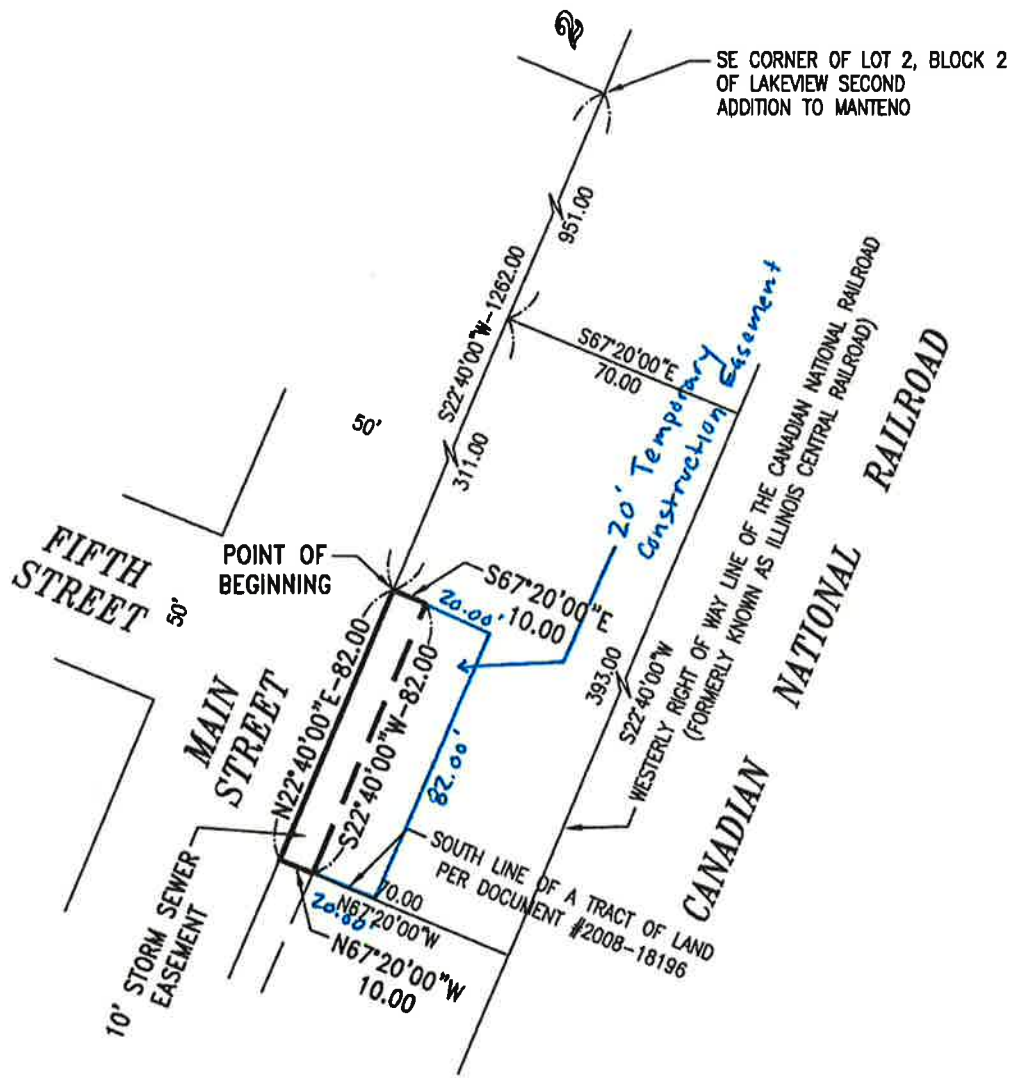 2
SE CORNER OF LOT 2, BLOCK 2
OF LAKEVIEW SECOND
ADDITION TO MANTENO
951.00
S22°40'00"W-1262.00
S67°20'00"E
70.00
311.00
50'
20' Temporary
Construction Easement
WESTERLY RIGHT OF WAY LINE OF THE CANADIAN NATIONAL RAILROAD
(FORMERLY KNOWN AS ILLINOIS CENTRAL RAILROAD)
CANADIAN NATIONAL RAILROAD
FIFTH
STREET
50'
POINT OF
BEGINNING
S67°20'00"E
10.00
20.00'
393.00
S22°40'00"W
MAIN
STREET
N22°40'00"E-82.00
S22°40'00"W-82.00
82.00'
SOUTH LINE OF A TRACT OF LAND
PER DOCUMENT #2008-18196
70.00
N67°20'00"W
20.00'
N67°20'00"W
10.00
10' STORM SEWER
EASEMENT